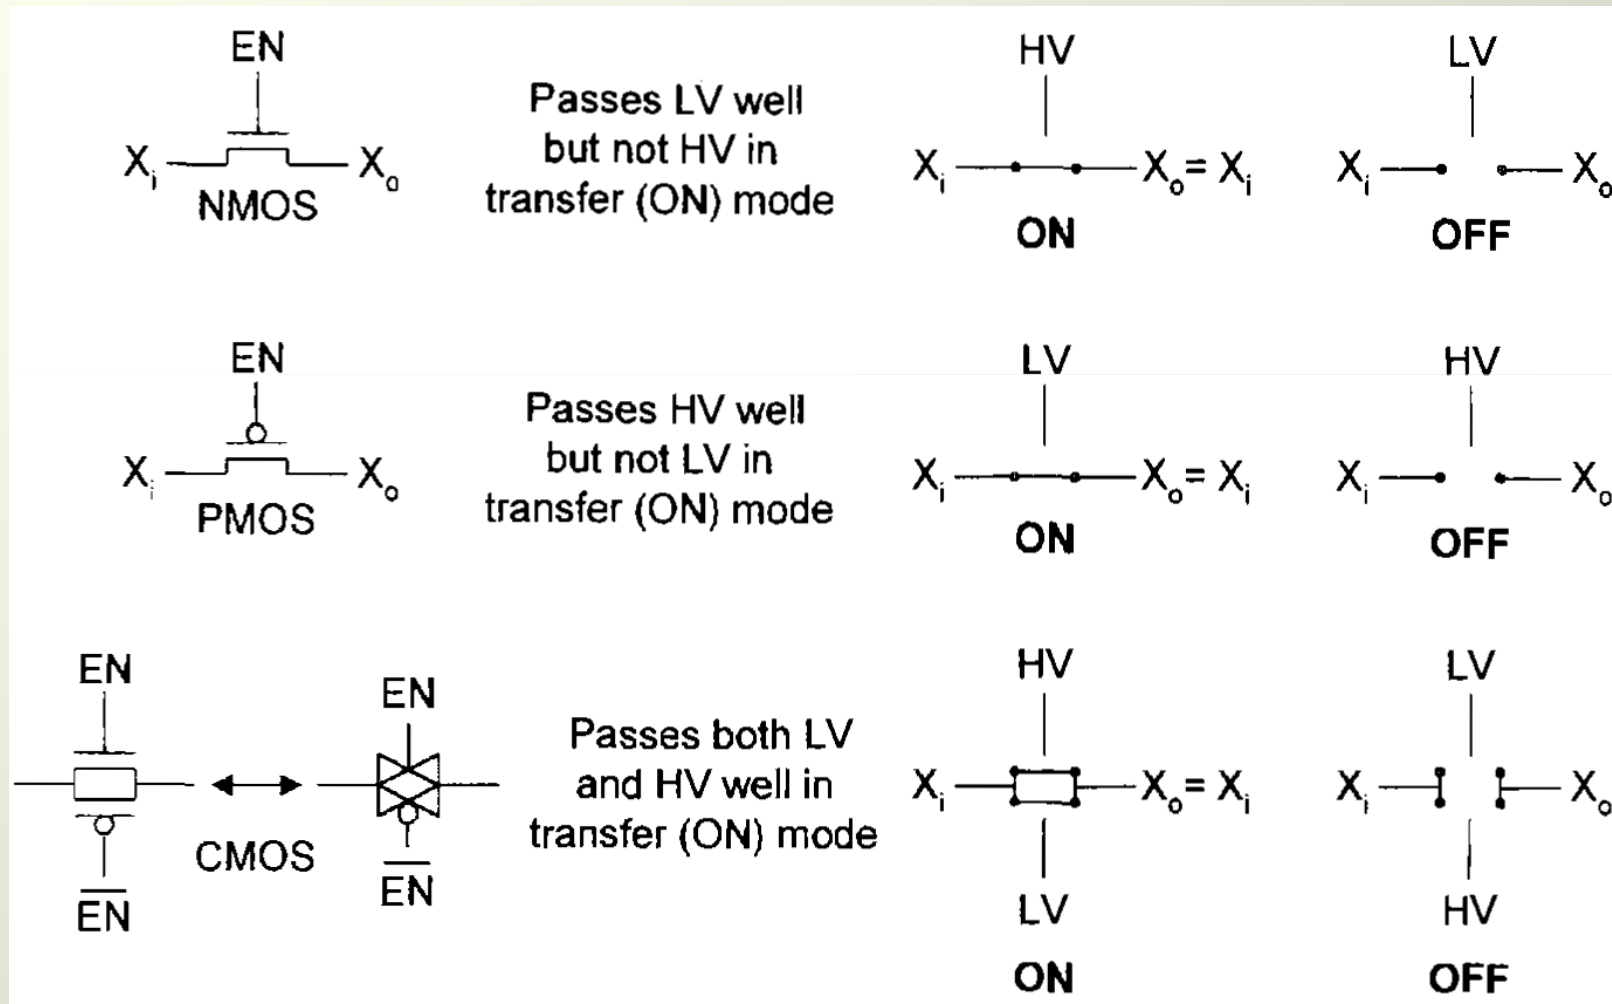 EN
X_i X_o
NMOS
Passes LV well
but not HV in
transfer (ON) mode
HV
X_i X_o= X_i
ON
LV
X_i X_o
OFF
EN
X_i X_o
PMOS
Passes HV well
but not LV in
transfer (ON) mode
LV
X_i X_o= X_i
ON
HV
X_i X_o
OFF
EN
E̅N̅
CMOS
EN
E̅N̅
Passes both LV
and HV well in
transfer (ON) mode
HV
X_i X_o= X_i
LV
ON
LV
X_i X_o
HV
OFF